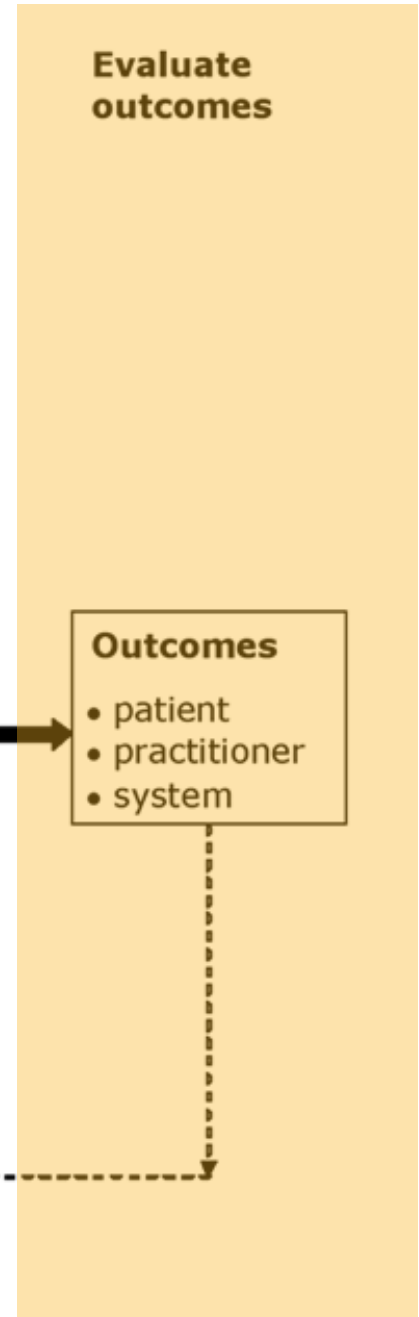 Evaluate
outcomes
Outcomes
• patient
• practitioner
• system